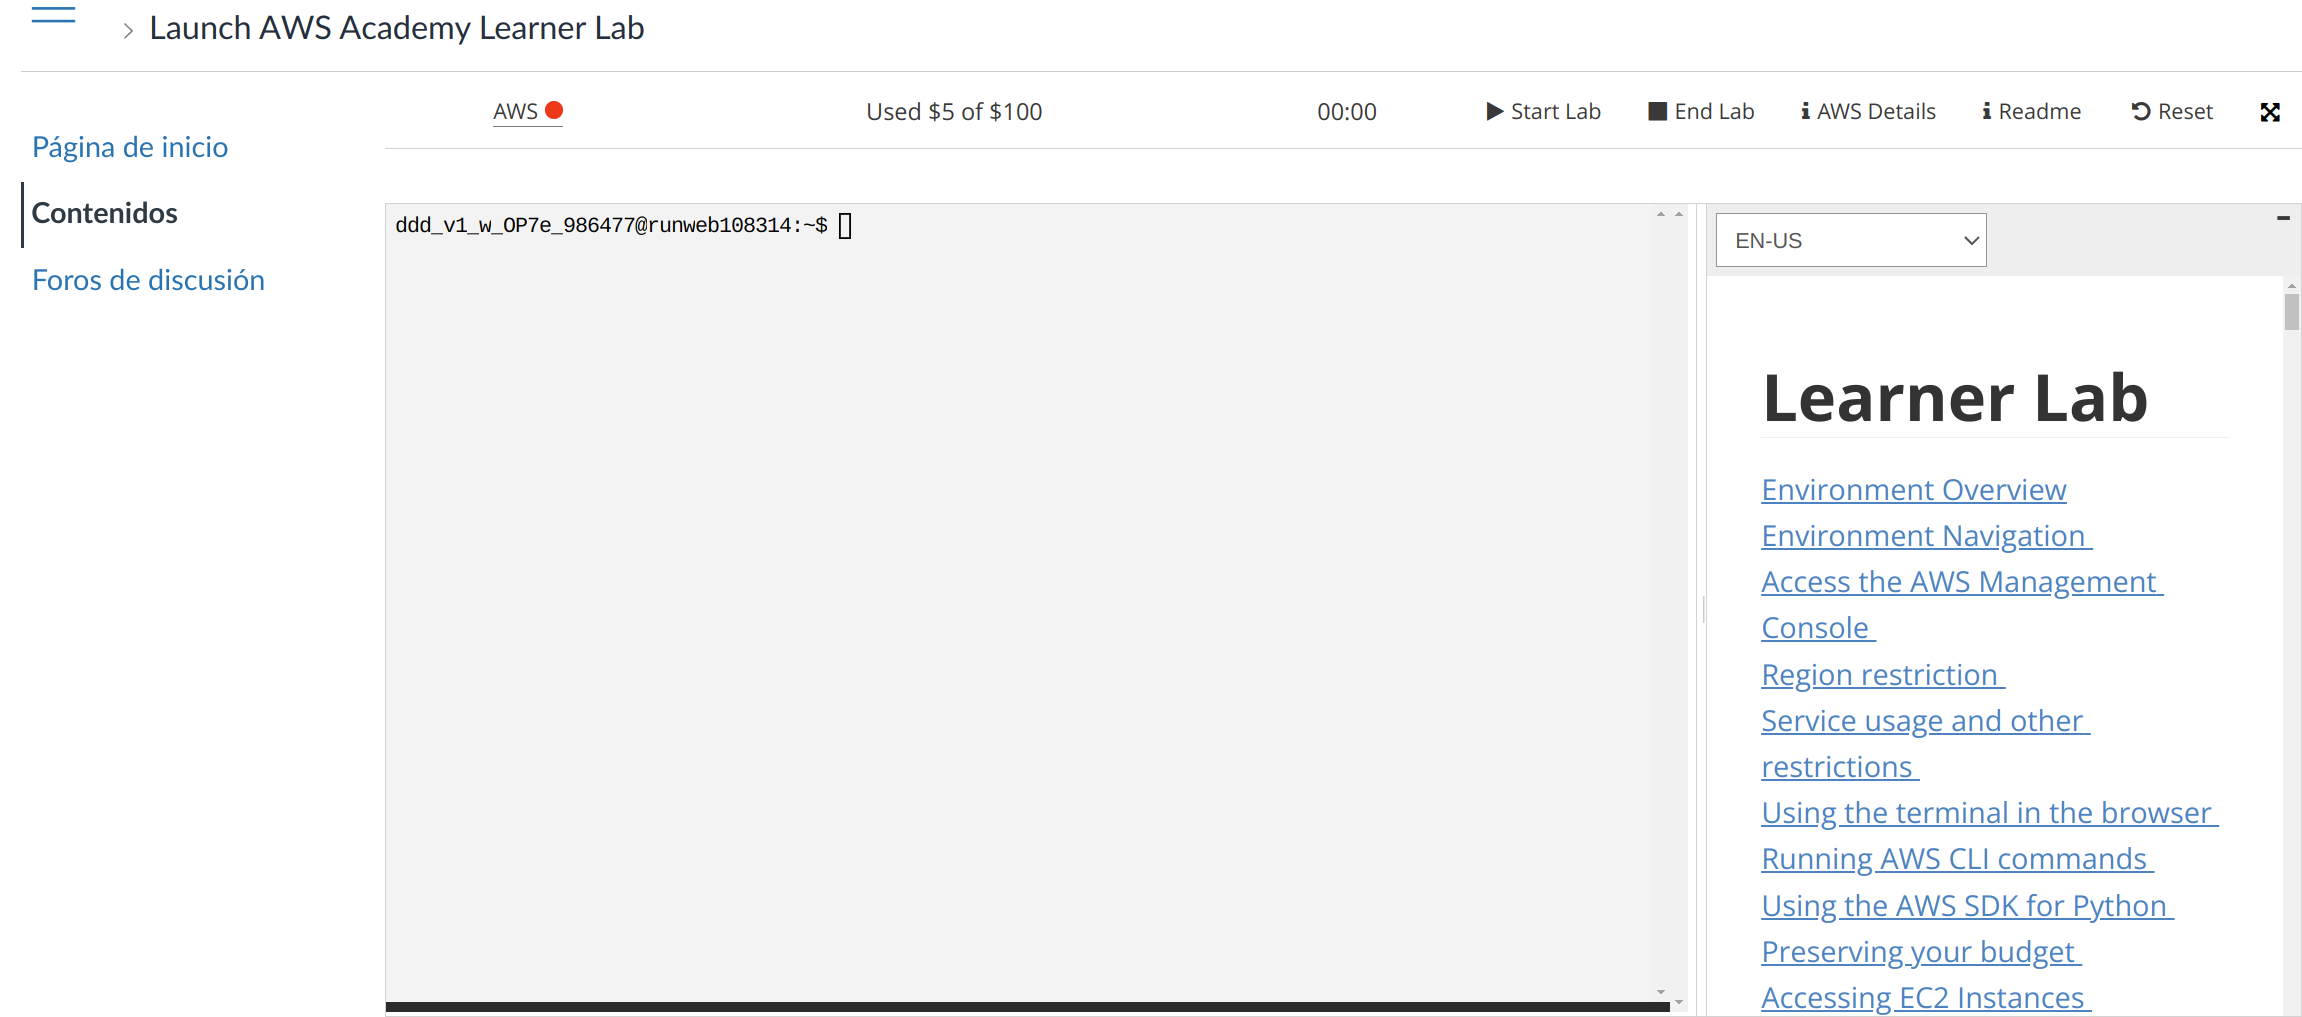 Launch AWS Academy Learner Lab
AWS Used $5 of $100 00:00 Start Lab End Lab AWS Details Readme Reset
Página de inicio
Contenidos
Foros de discusión
ddd_v1_w_OP7e_986477@runweb108314:~$
EN-US
Learner Lab
Environment Overview
Environment Navigation
Access the AWS Management
Console
Region restriction
Service usage and other
restrictions
Using the terminal in the browser
Running AWS CLI commands
Using the AWS SDK for Python
Preserving your budget
Accessing EC2 Instances